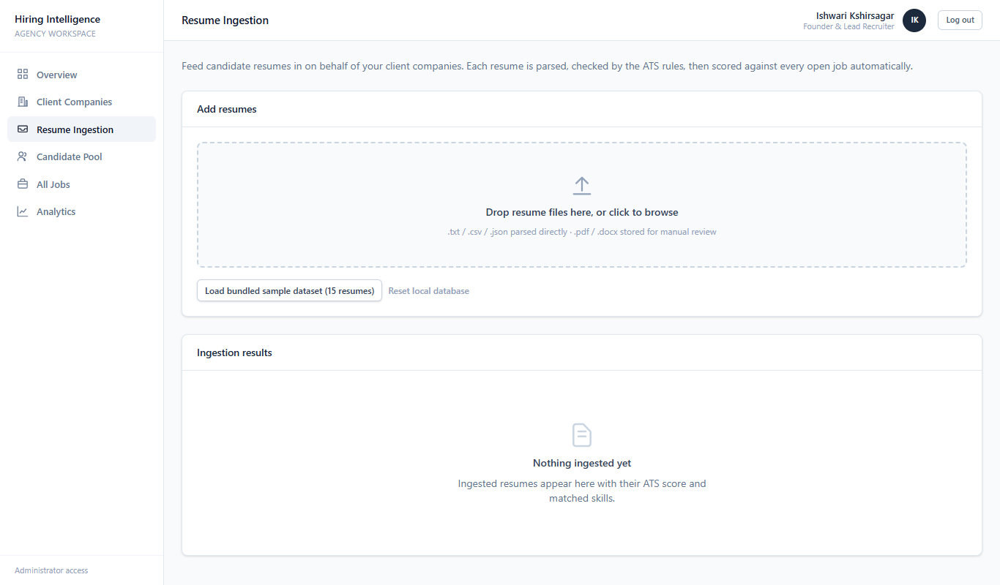 Hiring Intelligence
AGENCY WORKSPACE
Overview
Client Companies
Resume Ingestion
Candidate Pool
All Jobs
Analytics
Administrator access
Resume Ingestion
Ishwari Kshirsagar
Founder & Lead Recruiter
IK
Log out
Feed candidate resumes in on behalf of your client companies. Each resume is parsed, checked by the ATS rules, then scored against every open job automatically.
Add resumes
Drop resume files here, or click to browse
.txt / .csv / .json parsed directly · .pdf / .docx stored for manual review
Load bundled sample dataset (15 resumes)
Reset local database
Ingestion results
Nothing ingested yet
Ingested resumes appear here with their ATS score and
matched skills.